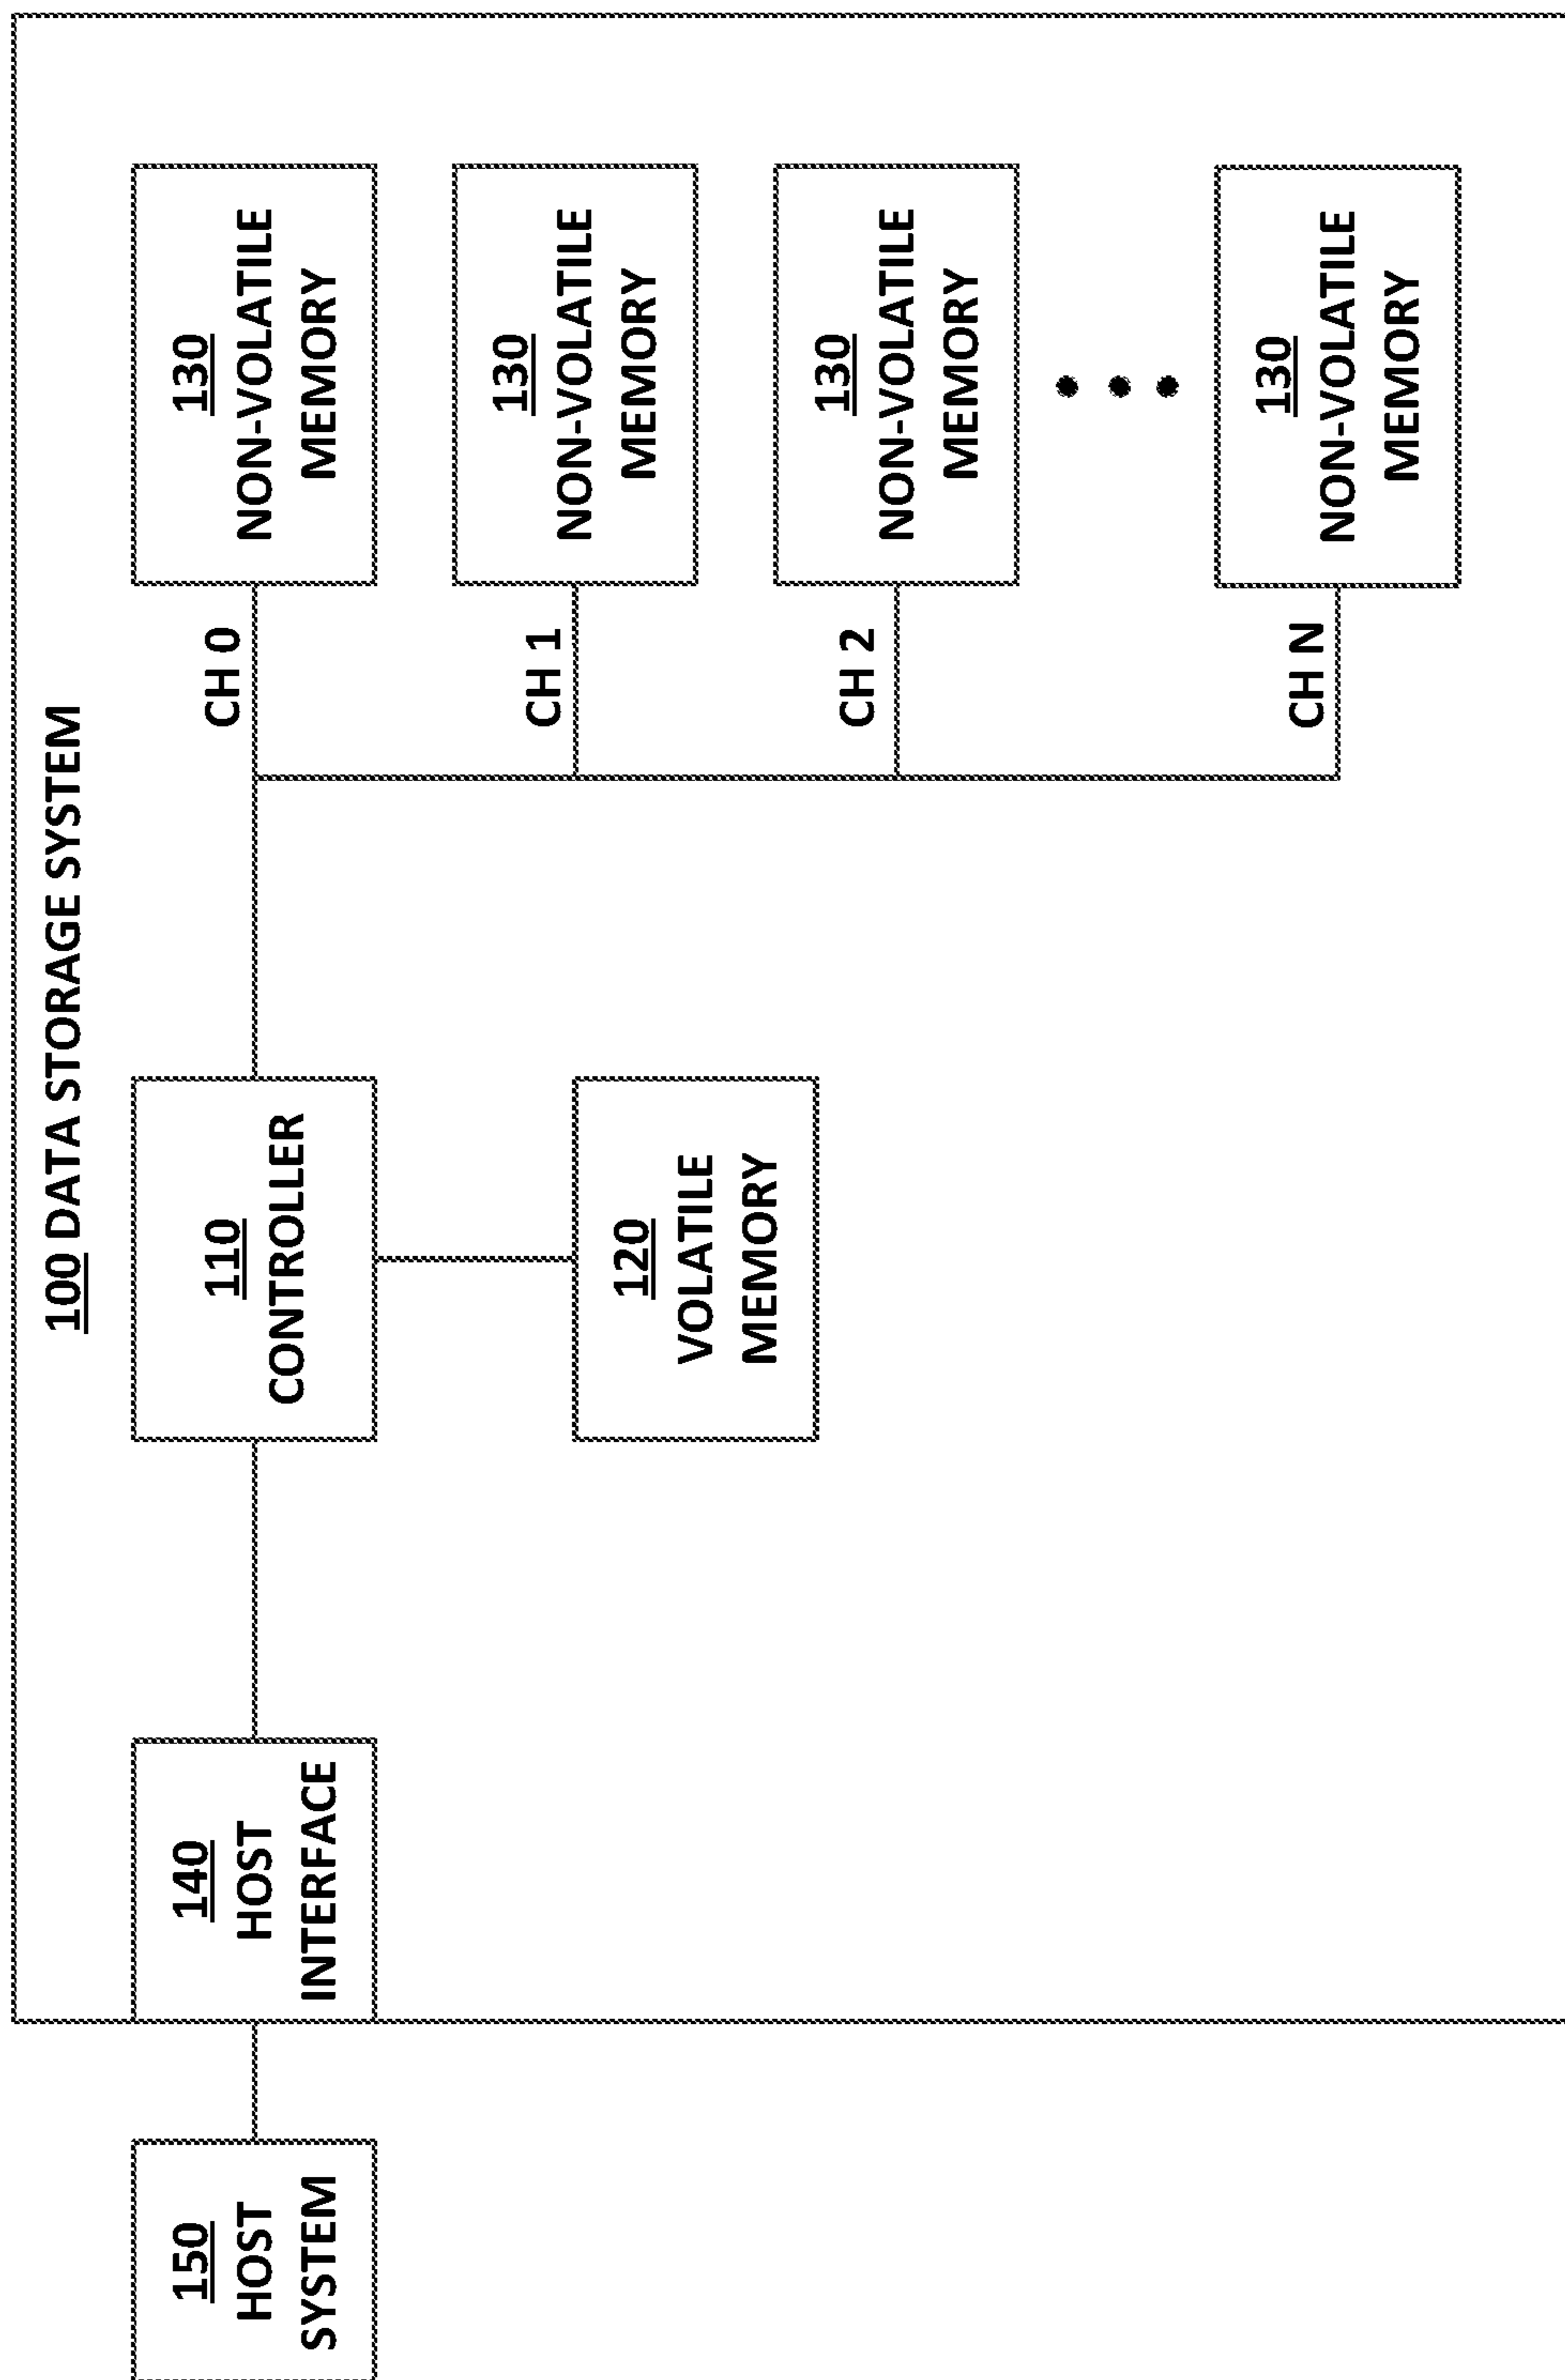 100 DATA STORAGE SYSTEM
150
HOST
SYSTEM
140
HOST
INTERFACE
110
CONTROLLER
120
VOLATILE
MEMORY
CH 0
130
NON-VOLATILE
MEMORY
CH 1
130
NON-VOLATILE
MEMORY
CH 2
130
NON-VOLATILE
MEMORY
CH N
130
NON-VOLATILE
MEMORY